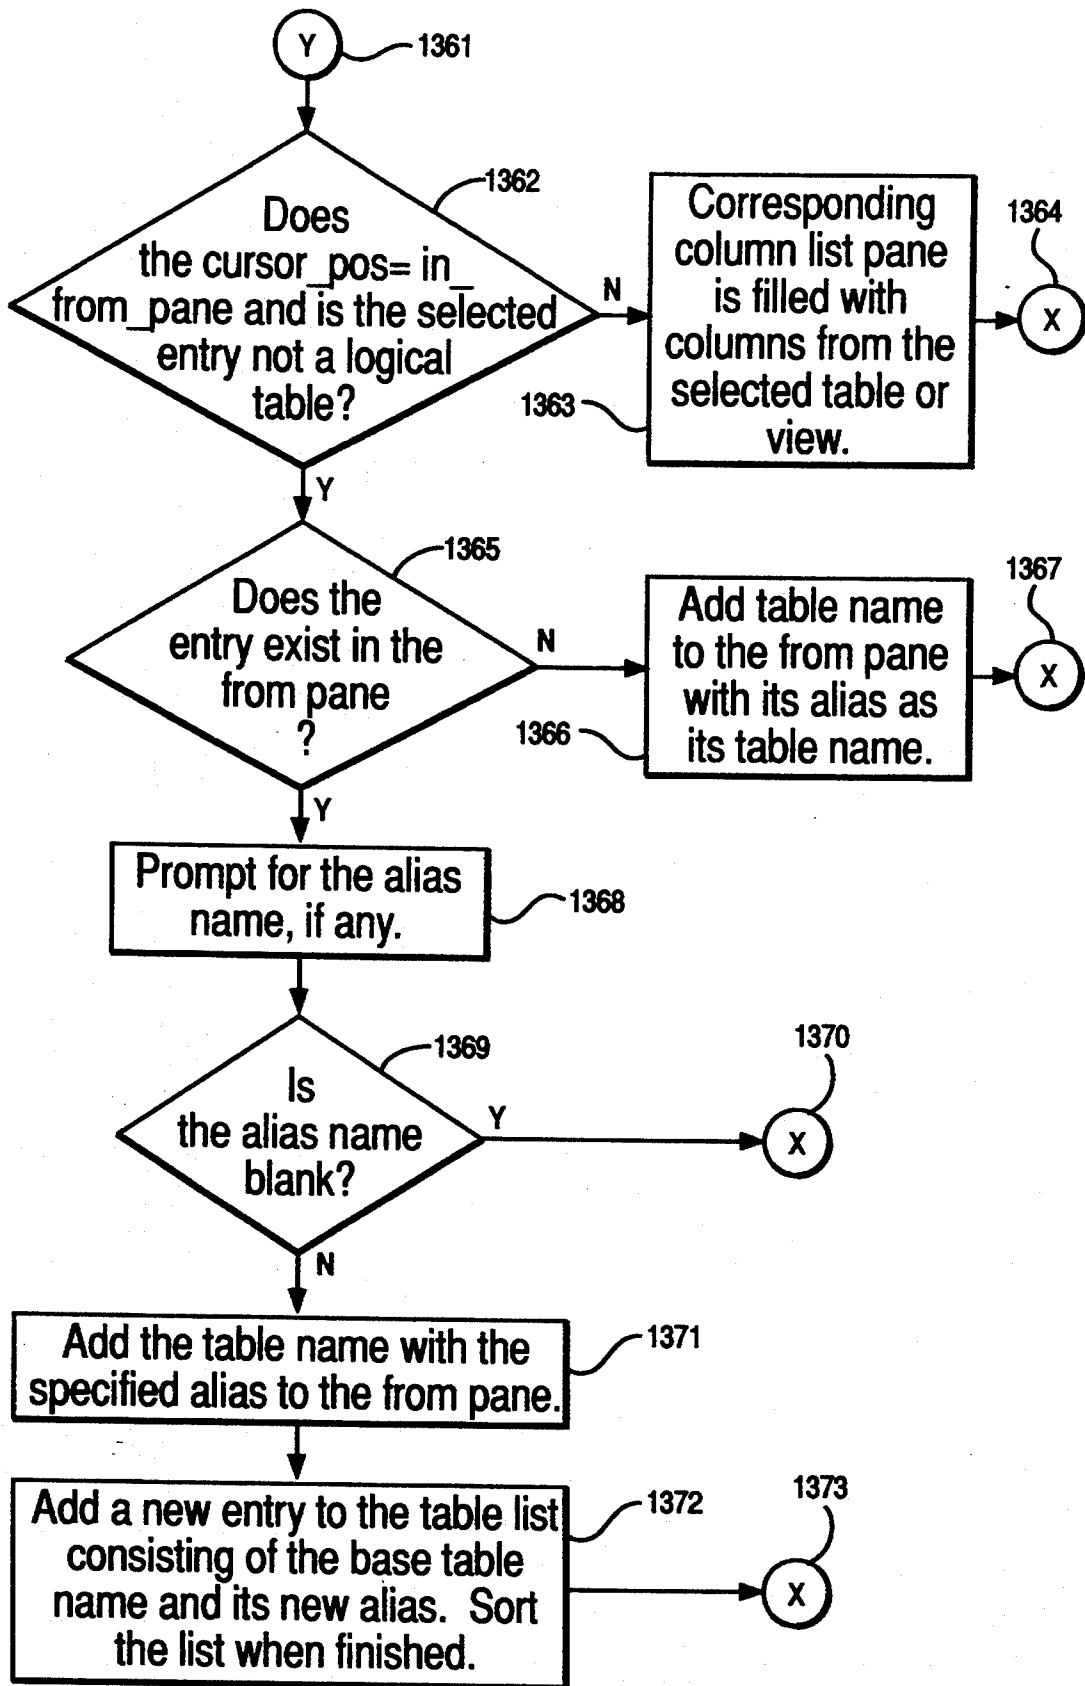 Y
1361
1362
Does
the cursor_pos= in_
from_pane and is the selected
entry not a logical
table?
N
Y
Corresponding
column list pane
is filled with
columns from the
selected table or
view.
1363
1364
X
1365
Does the
entry exist in the
from pane
?
N
Y
Add table name
to the from pane
with its alias as
its table name.
1366
1367
X
Prompt for the alias
name, if any.
1368
1369
Is
the alias name
blank?
Y
N
1370
X
Add the table name with the
specified alias to the from pane.
1371
Add a new entry to the table list
consisting of the base table
name and its new alias. Sort
the list when finished.
1372
1373
X